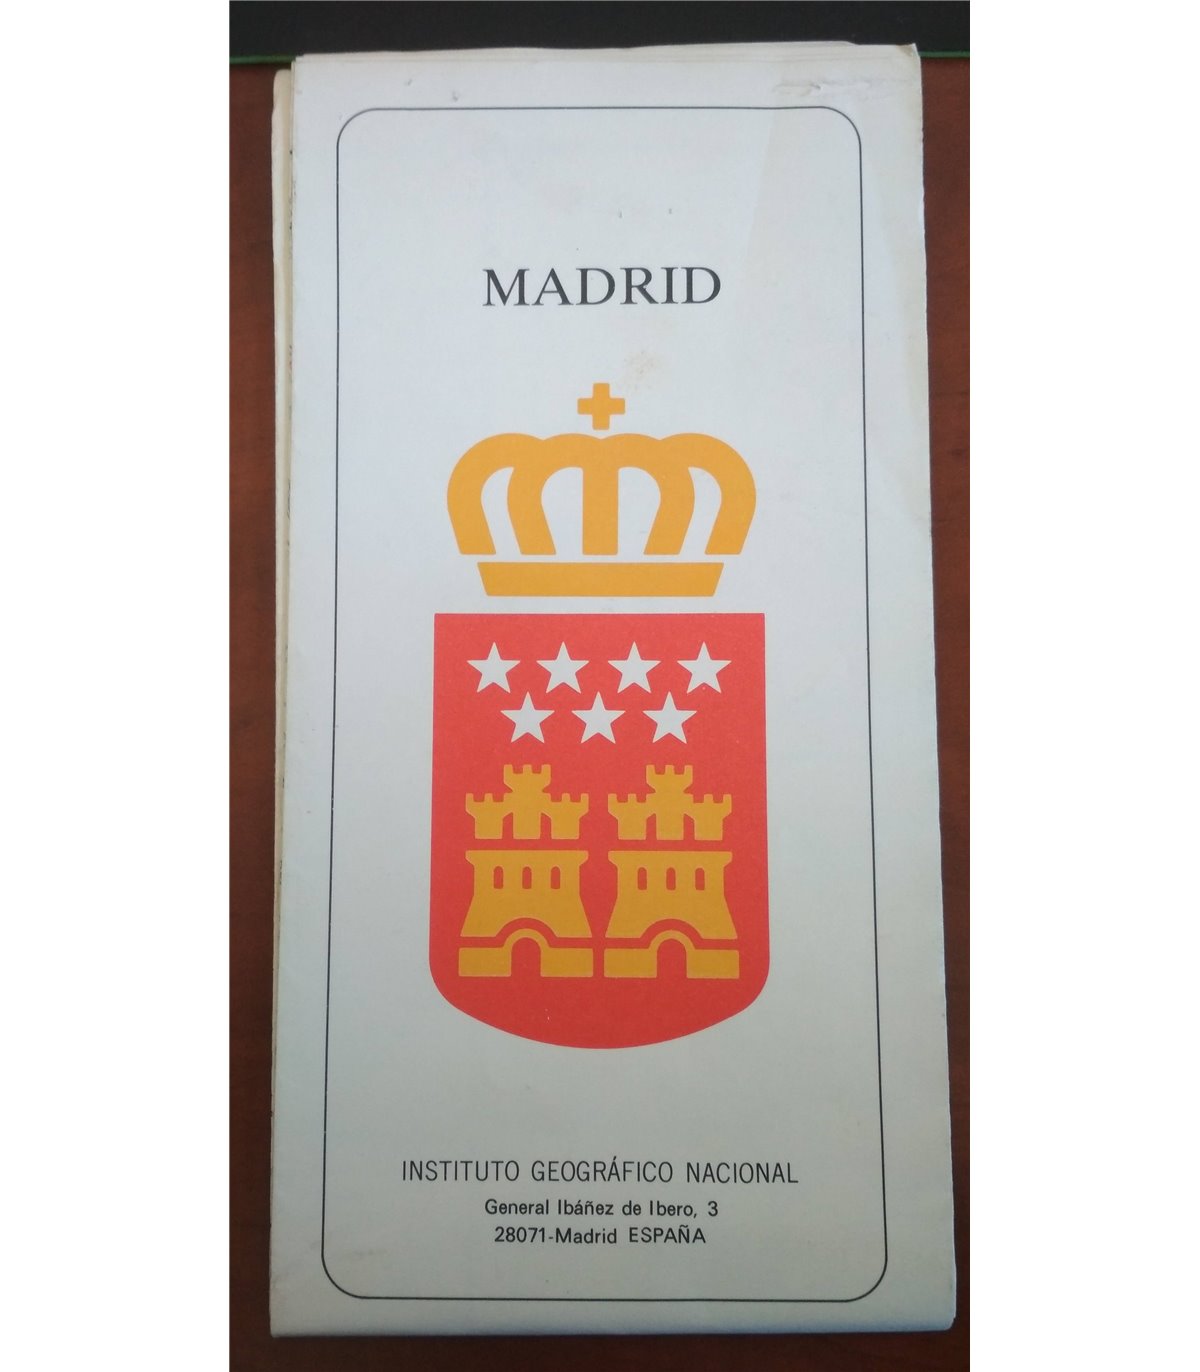 MADRID
INSTITUTO GEOGRÁFICO NACIONAL
General Ibáñez de Ibero, 3
28071-Madrid ESPAÑA